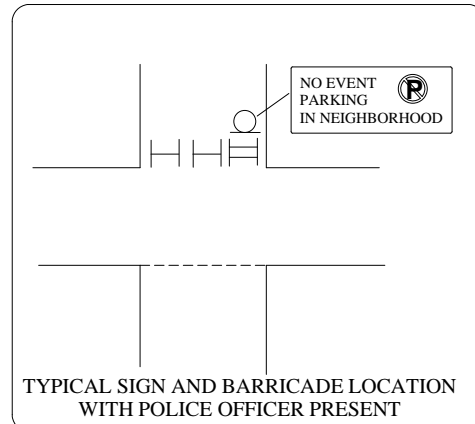 NO EVENT
PARKING
IN NEIGHBORHOOD
P
TYPICAL SIGN AND BARRICADE LOCATION
WITH POLICE OFFICER PRESENT